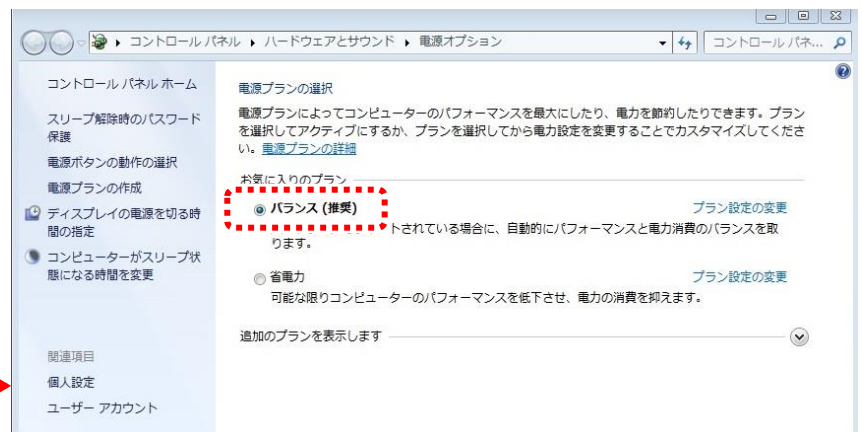 コントロール パネル ▸ ハードウェアとサウンド ▸ 電源オプション
コントロール パネ...
コントロール パネル ホーム
スリープ解除時のパスワード
保護
電源ボタンの動作の選択
電源プランの作成
ディスプレイの電源を切る時
間の指定
コンピューターがスリープ状
態になる時間を変更
関連項目
個人設定
ユーザー アカウント
電源プランの選択
電源プランによってコンピューターのパフォーマンスを最大にしたり、電力を節約したりできます。プラン
を選択してアクティブにするか、プランを選択してから電力設定を変更することでカスタマイズしてくださ
い。電源プランの詳細
お気に入りのプラン
バランス (推奨) プラン設定の変更
トされている場合に、自動的にパフォーマンスと電力消費のバランスを取
ります。
省電力 プラン設定の変更
可能な限りコンピューターのパフォーマンスを低下させ、電力の消費を抑えます。
追加のプランを表示します